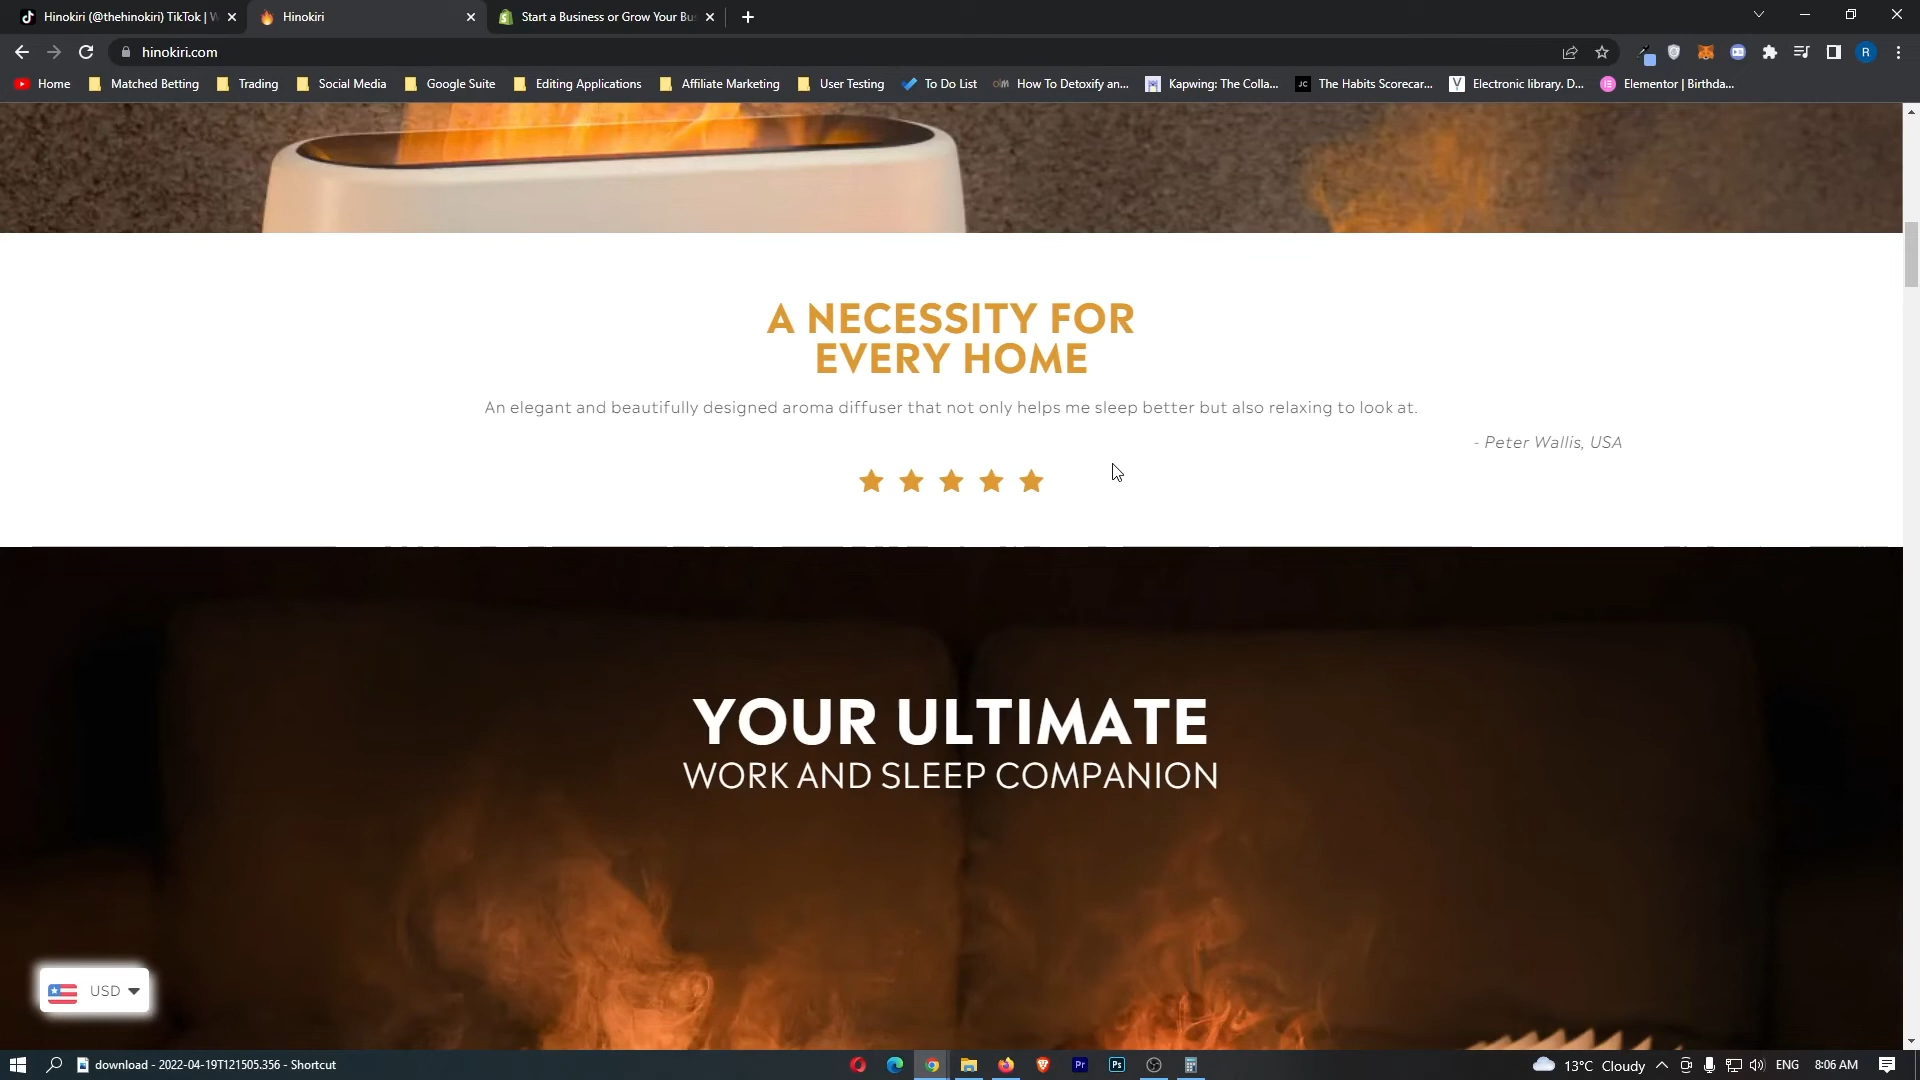 Hinokiri (@thehinokiri) TikTok | W
Hinokiri
Start a Business or Grow Your Bu
hinokiri.com
R
Home
Matched Betting
Trading
Social Media
Google Suite
Editing Applications
Affiliate Marketing
User Testing
To Do List
How To Detoxify an...
Kapwing: The Colla...
JC
The Habits Scorecar...
Electronic library. D...
Elementor | Birthda...
A NECESSITY FOR
EVERY HOME
An elegant and beautifully designed aroma diffuser that not only helps me sleep better but also relaxing to look at.
- Peter Wallis, USA
YOUR ULTIMATE
WORK AND SLEEP COMPANION
USD
download - 2022-04-19T121505.356 - Shortcut
Pr
Ps
13°C Cloudy
ENG
8:06 AM